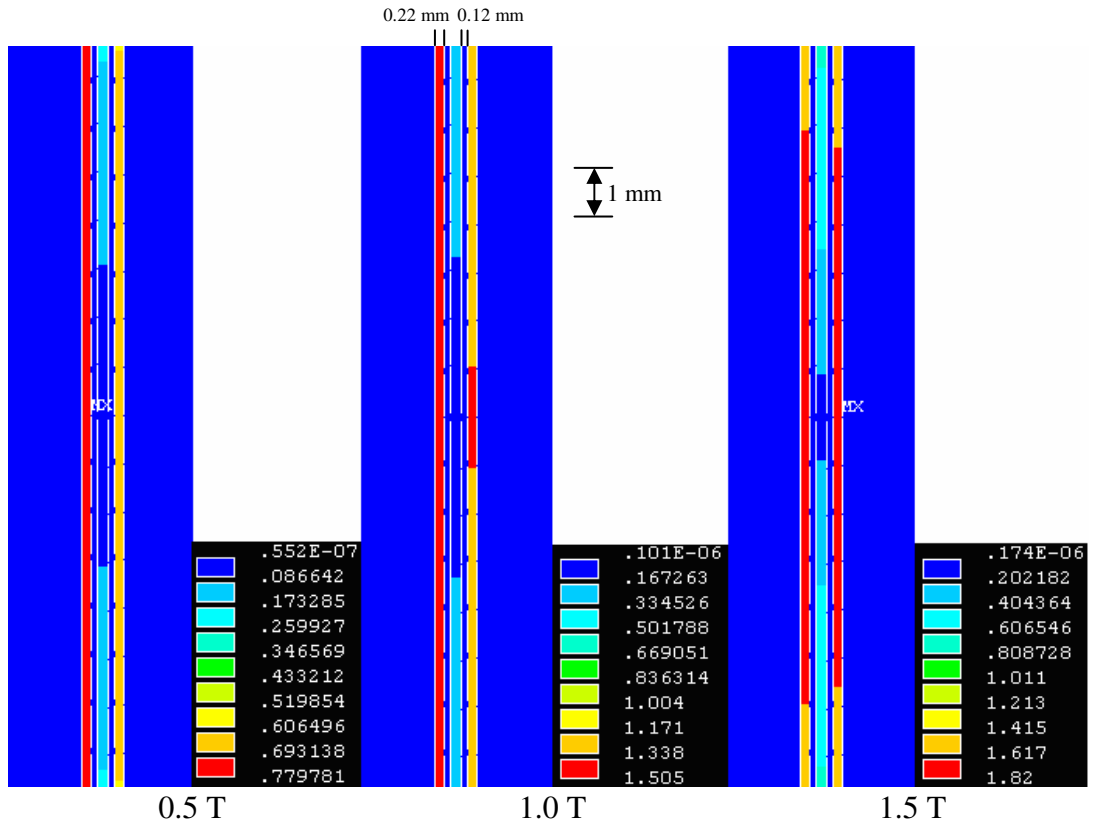 0.22 mm 0.12 mm
1 mm
MX
MX
.552E-07
.086642
.173285
.259927
.346569
.433212
.519854
.606496
.693138
.779781
.101E-06
.167263
.334526
.501788
.669051
.836314
1.004
1.171
1.338
1.505
.174E-06
.202182
.404364
.606546
.808728
1.011
1.213
1.415
1.617
1.82
0.5 T
1.0 T
1.5 T